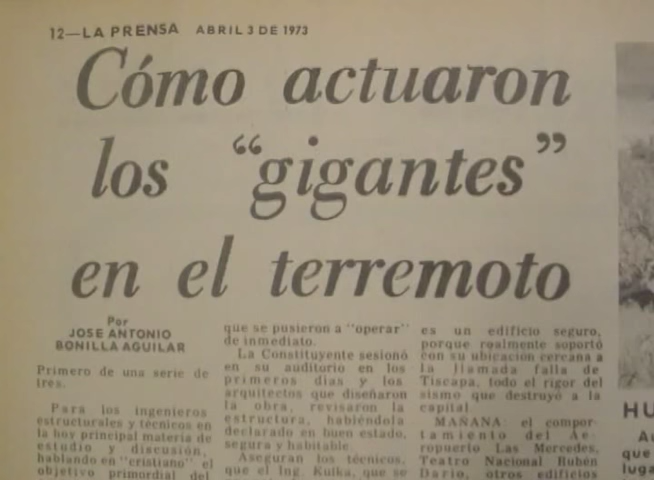 12—LA PRENSA ABRIL 3 DE 1973
Cómo actuaron
los "gigantes"
en el terremoto
Por
JOSE ANTONIO
BONILLA AGUILAR
Primero de una serie de
tres.
Para los ingenieros
estructurales y técnicos en
la hoy principal materia de
estudio y discusión,
hablando en "cristiano" el
objetivo primordial del
que se pusieron a "operar"
de inmediato.
La Constituyente sesionó
en su auditorio en los
primeros días y los
arquitectos que diseñaron
la obra, revisaron la
estructura, habiéndola
declarado en buen estado,
segura y habitable.
Aseguran los técnicos,
que el Ing. Kulka, que se
es un edificio seguro,
porque realmente soportó
con su ubicación cercana a
la llamada falla de
Tiscapa, todo el rigor del
sismo que destruyó a la
capital.
MAÑANA: el compor-
tamiento del Ae-
ropuerto Las Mercedes,
Teatro Nacional Rubén
Darío, otros edificios
HU
Au
que
luga